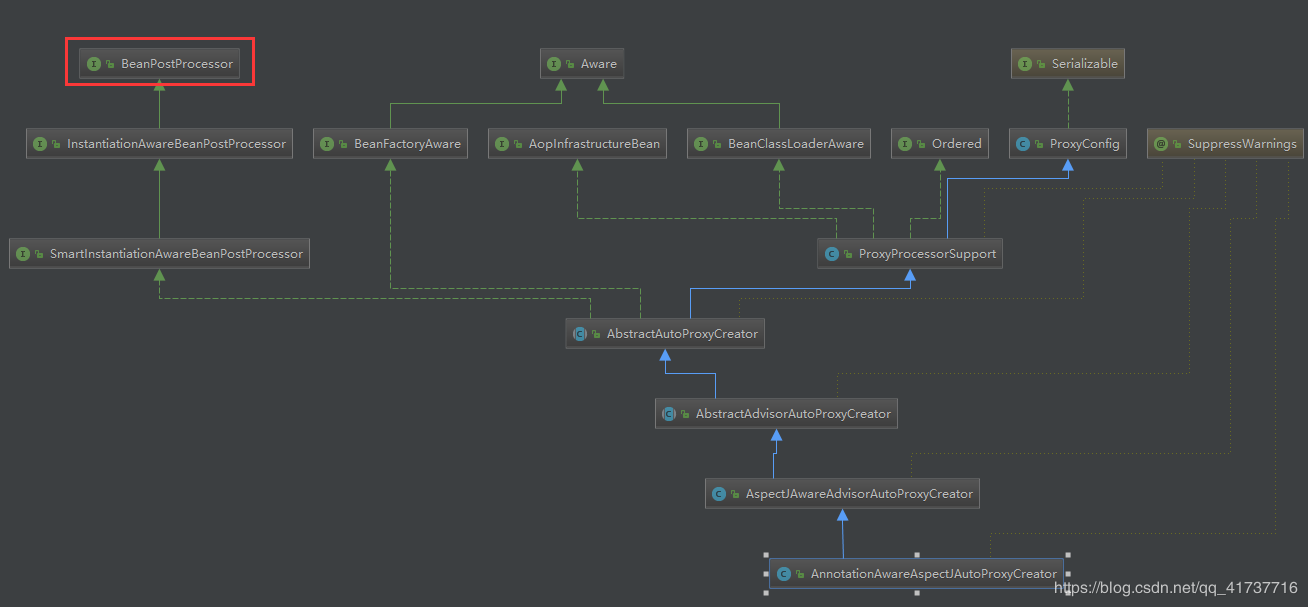 BeanPostProcessor
Aware
Serializable
InstantiationAwareBeanPostProcessor
BeanFactoryAware
AopInfrastructureBean
BeanClassLoaderAware
Ordered
ProxyConfig
SuppressWarnings
SmartInstantiationAwareBeanPostProcessor
ProxyProcessorSupport
AbstractAutoProxyCreator
AbstractAdvisorAutoProxyCreator
AspectJAwareAdvisorAutoProxyCreator
AnnotationAwareAspectJAutoProxyCreator
https://blog.csdn.net/qq_41737716